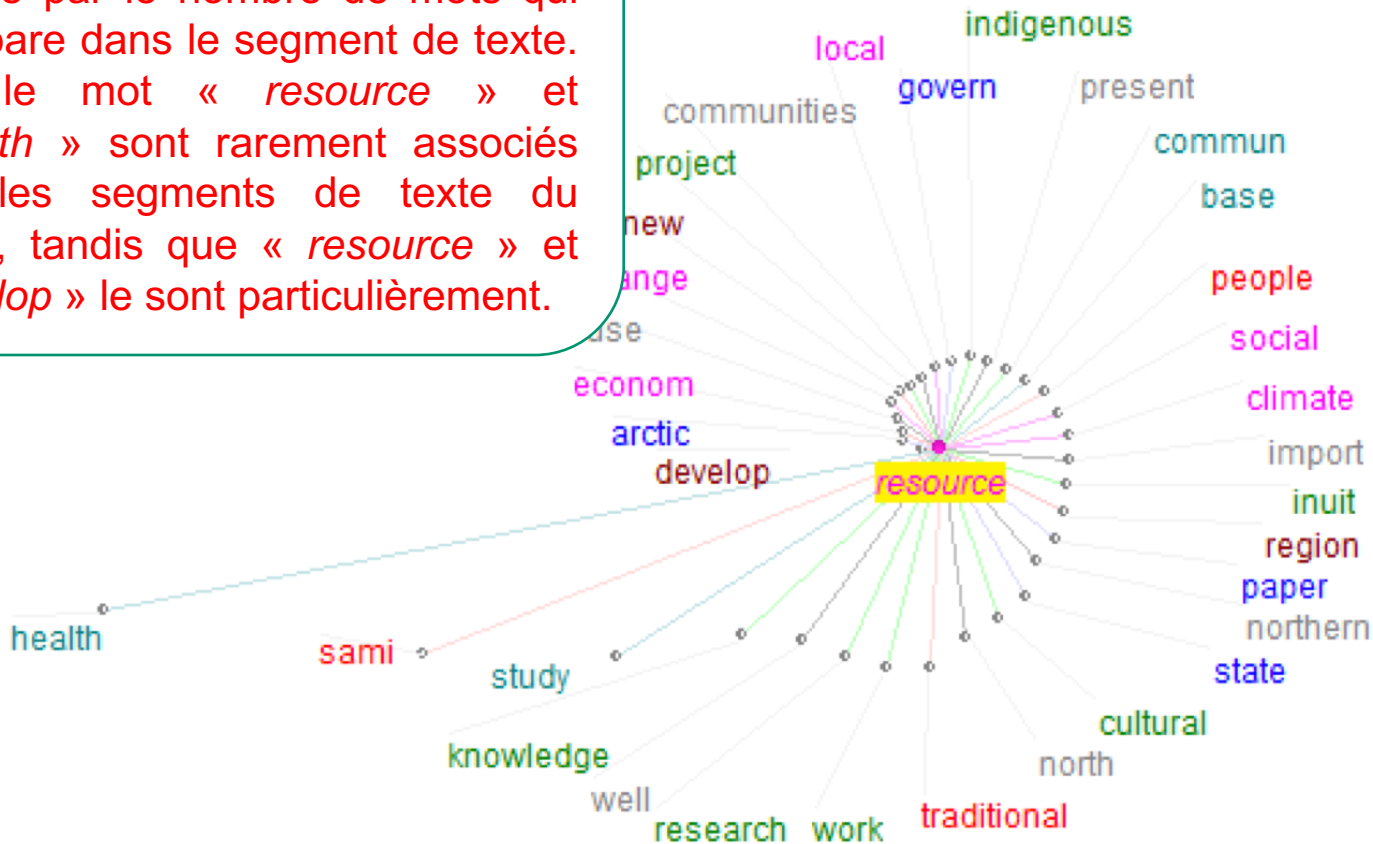 par le nombre de mots qui
dans le segment de texte.
le mot « resource » et
» sont rarement associés
les segments de texte du
, tandis que « resource » et
» le sont particulièrement.
indigenous
local
govern
present
communities
commun
project
base
new
people
social
econom
climate
arctic
import
develop
resource
inuit
region
paper
northern
health
sami
study
state
cultural
knowledge
north
well
research
work
traditional